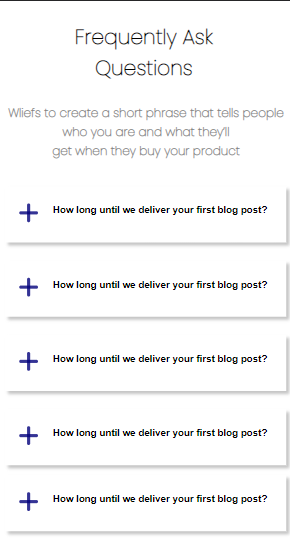 Frequently Ask
Questions
Wliefs to create a short phrase that tells people
who you are and what they'll
get when they buy your product
How long until we deliver your first blog post?
How long until we deliver your first blog post?
How long until we deliver your first blog post?
How long until we deliver your first blog post?
How long until we deliver your first blog post?